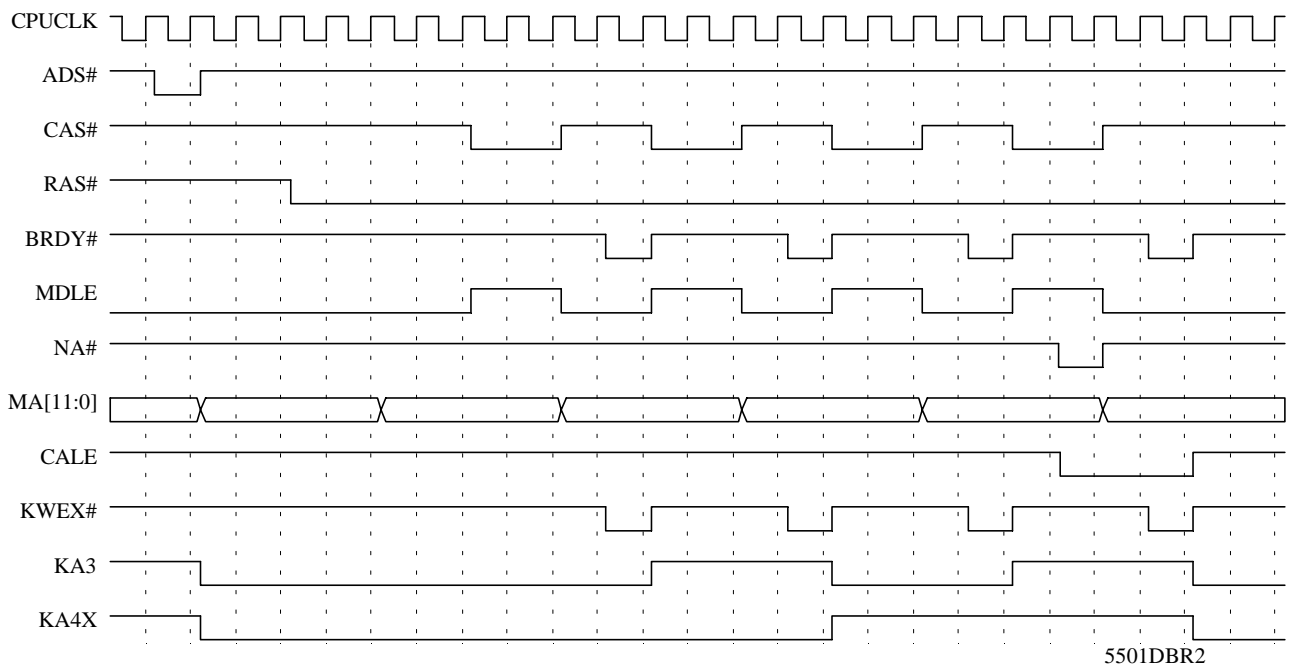 CPUCLK
ADS#
CAS#
RAS#
BRDY#
MDLE
NA#
MA[11:0]
CALE
KWEX#
KA3
KA4X
5501DBR2